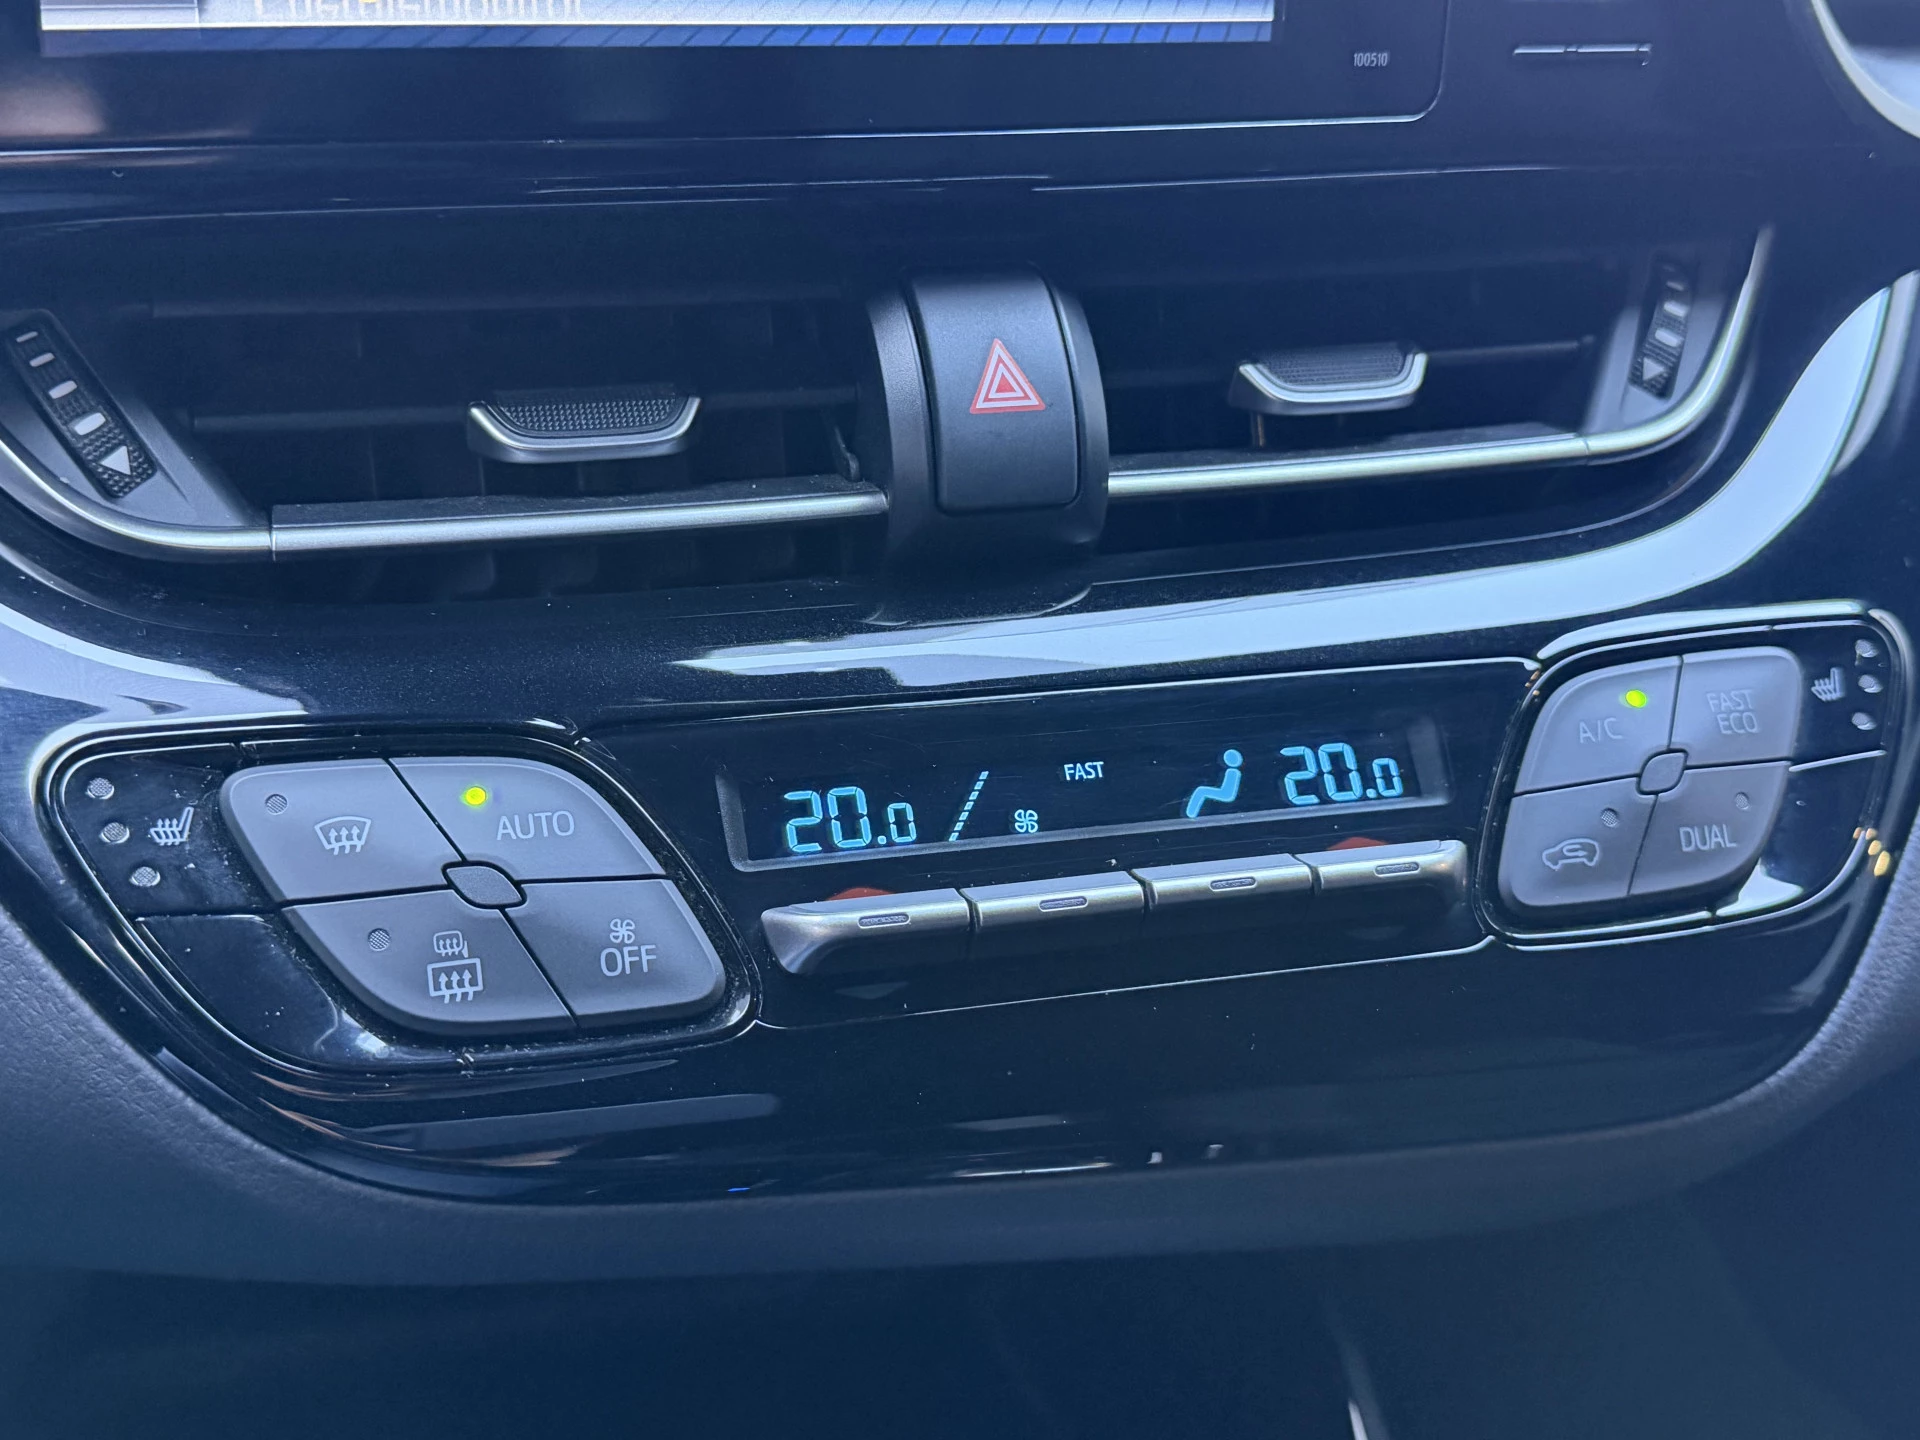 100510
A/C
FAST
ECO
AUTO
20.0
FAST
20.0
DUAL
OFF